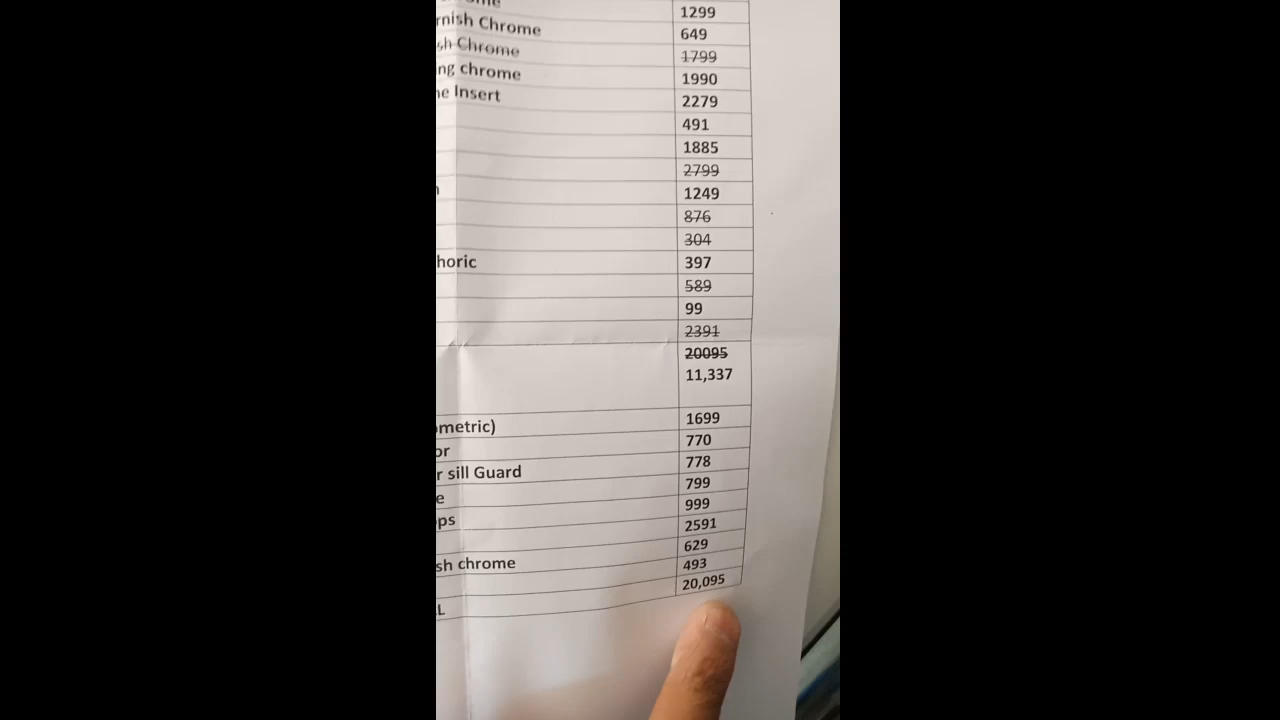 1299
rnish Chrome 649
sh Chrome 1799
ng chrome 1990
ne Insert 2279
491
1885
2799
1249
876
304
horic 397
589
99
2391
20095
11,337
metric) 1699
or 770
r sill Guard 778
e 799
ps 999
2591
sh chrome 629
493
L 20,095